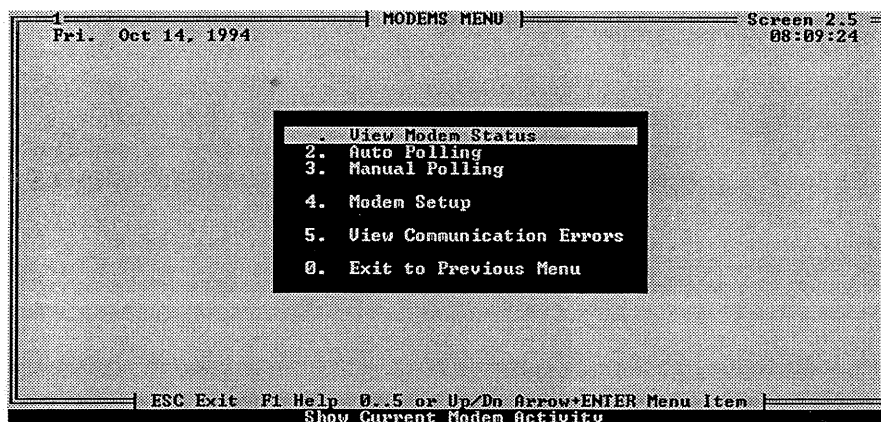 1 MODEMS MENU Screen 2.5
Fri. Oct 14, 1994 08:09:24
. View Modem Status
2. Auto Polling
3. Manual Polling
4. Modem Setup
5. View Communication Errors
0. Exit to Previous Menu
ESC Exit F1 Help 0..5 or Up/Dn Arrow+ENTER Menu Item
Show Current Modem Activity